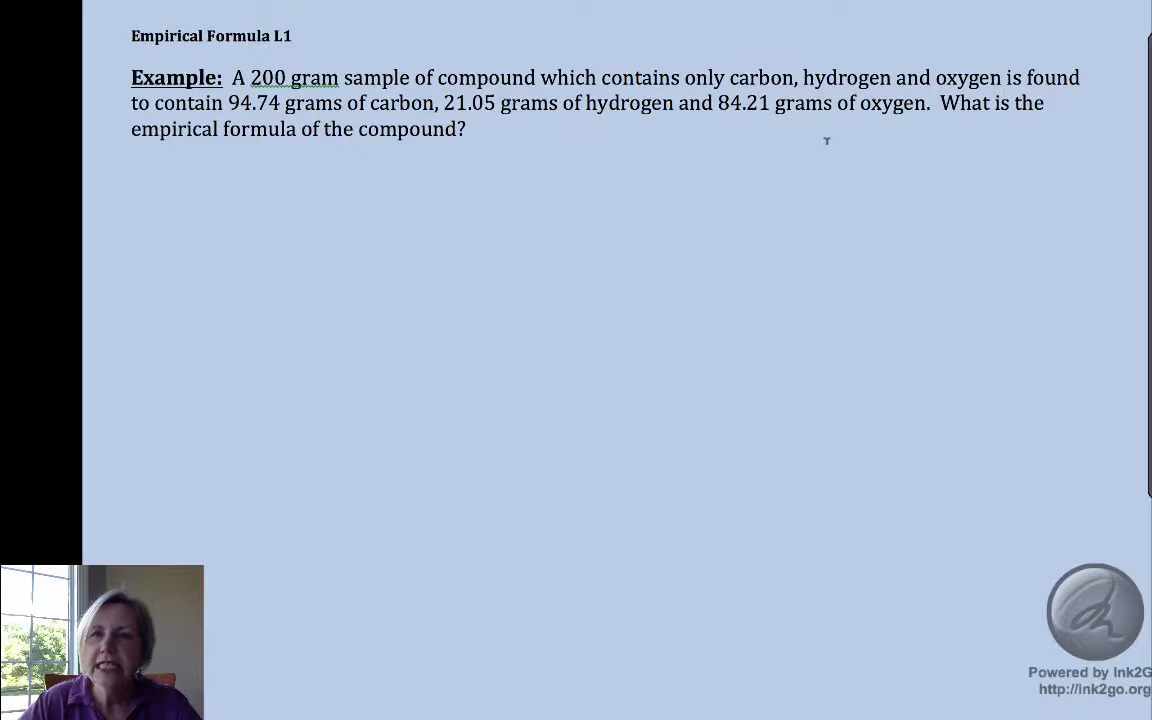 Empirical Formula L1
Example: A 200 gram sample of compound which contains only carbon, hydrogen and oxygen is found
to contain 94.74 grams of carbon, 21.05 grams of hydrogen and 84.21 grams of oxygen. What is the
empirical formula of the compound?
Powered by Ink2G
http://ink2go.org